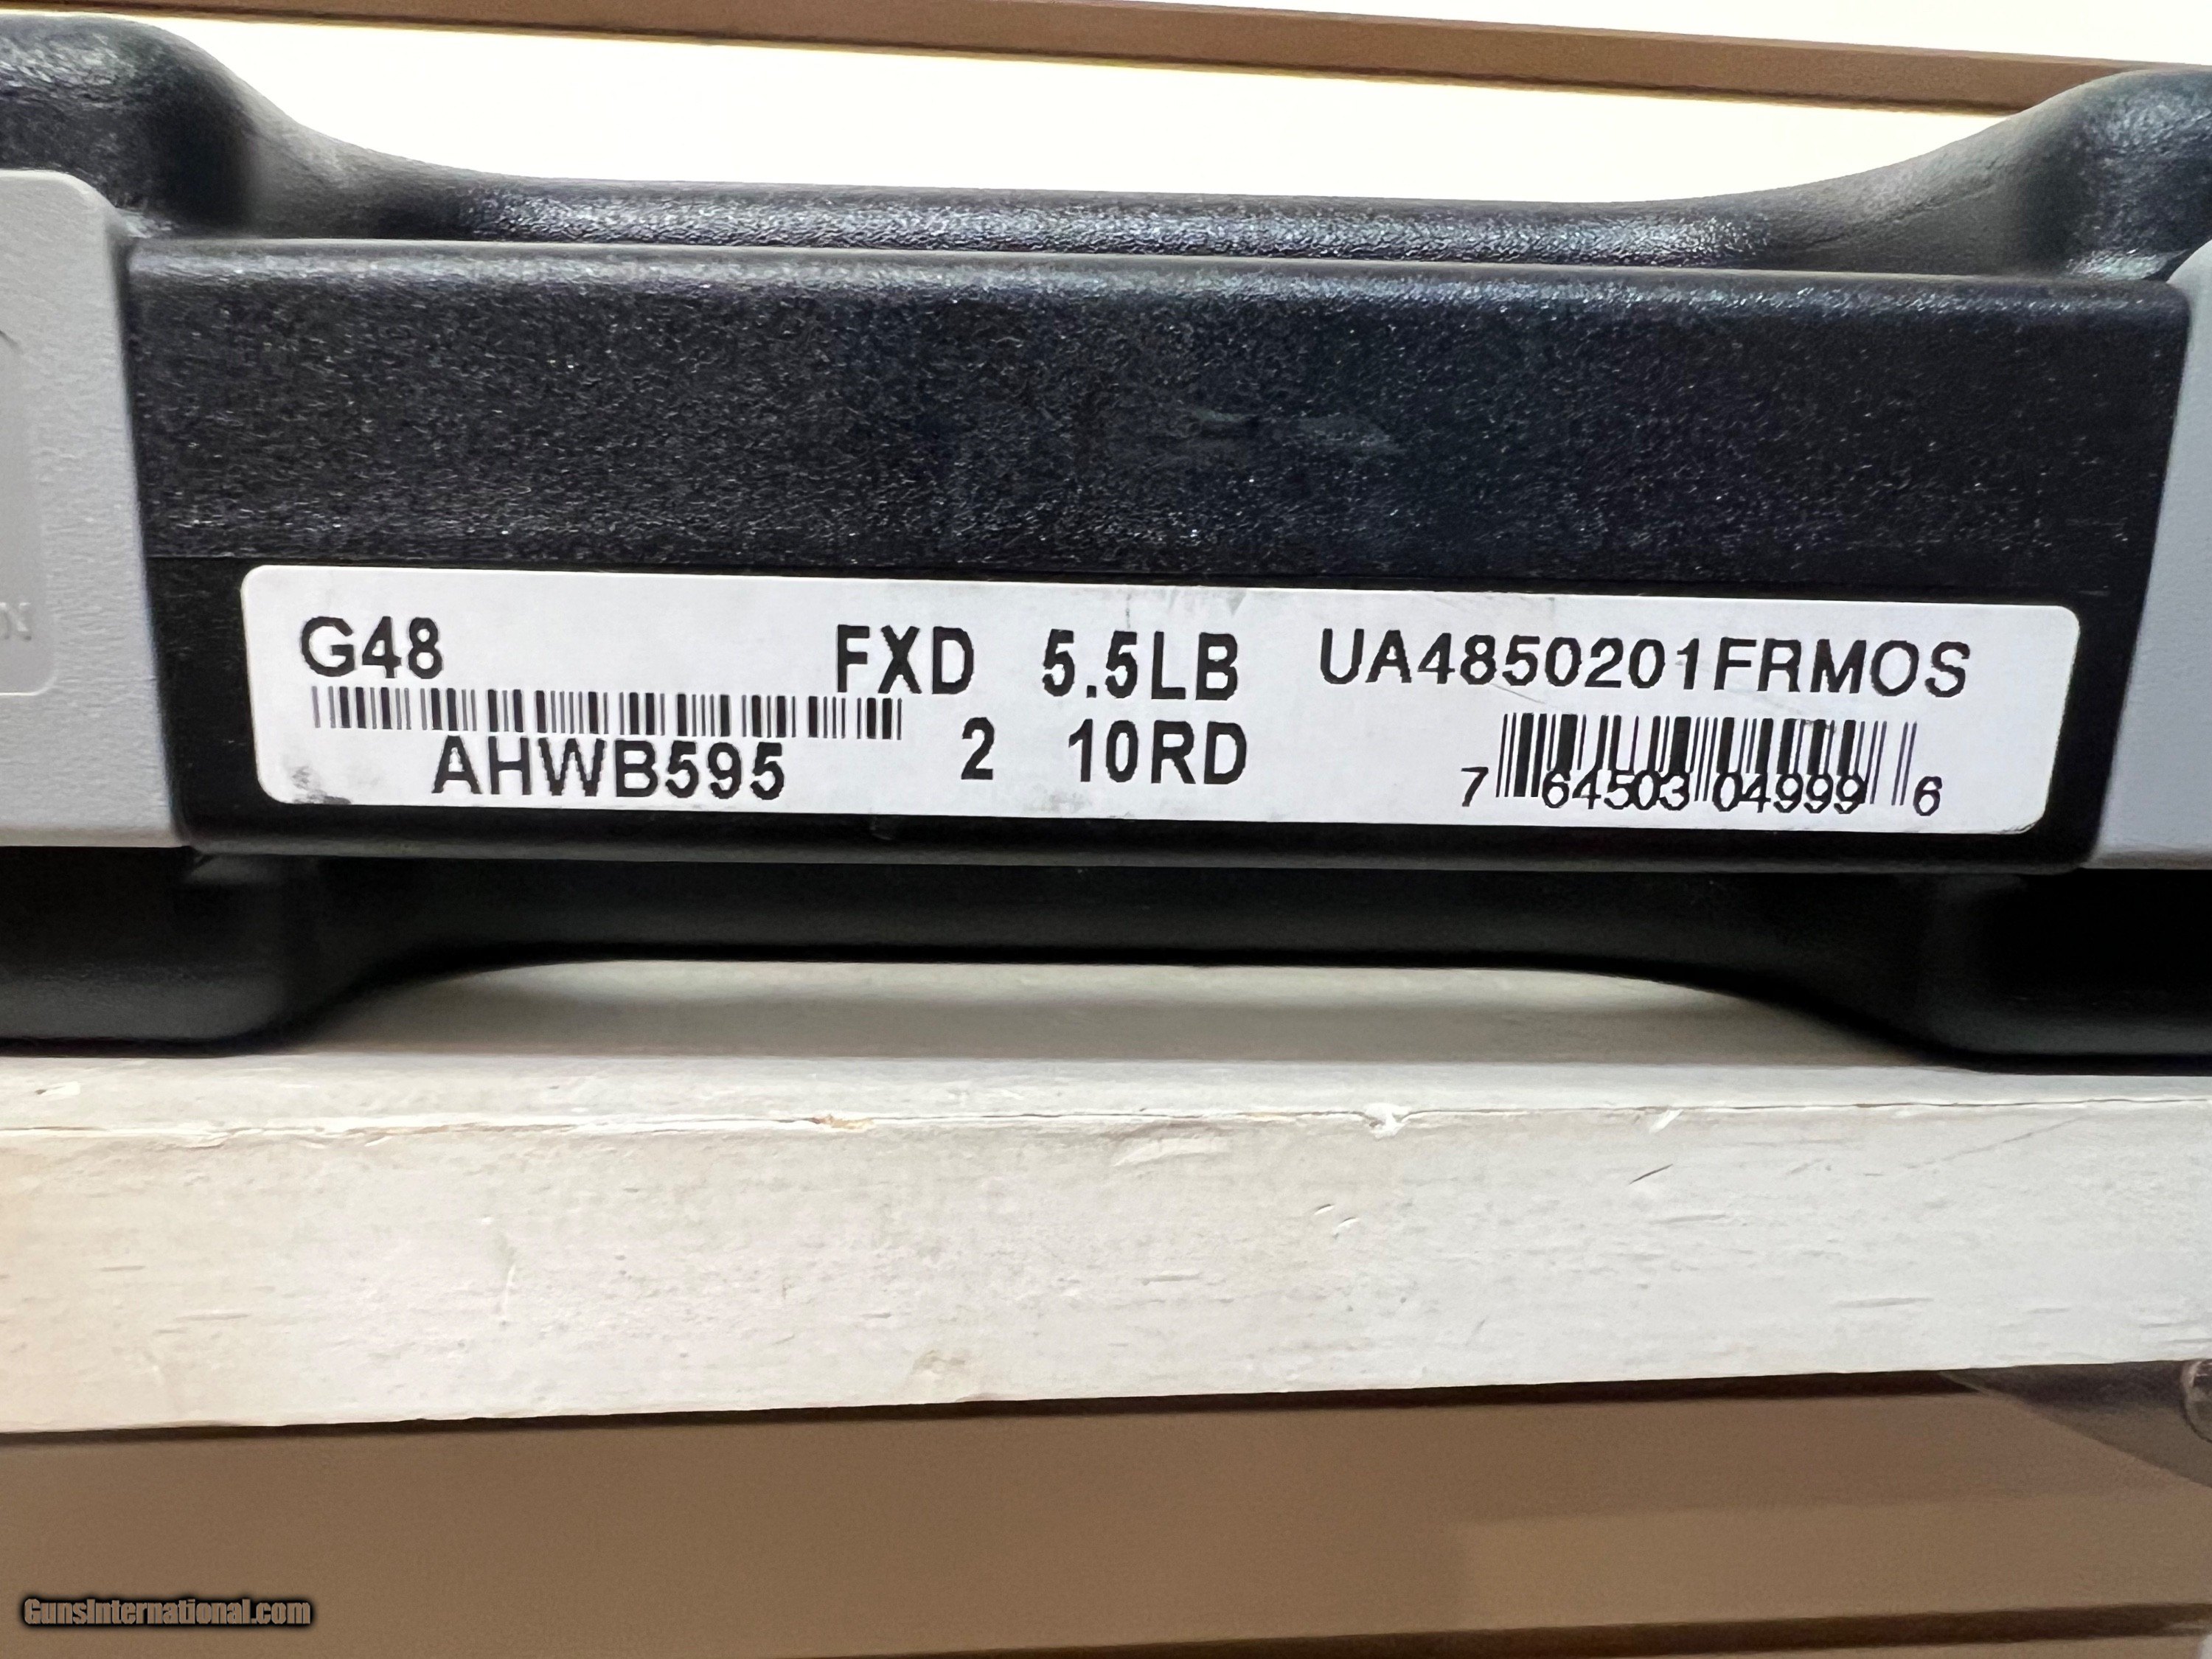 G48 FXD 5.5LB UA4850201FRMOS
AHWB595 2 10RD
7 64503 04999 6
N
GunsInternational.com